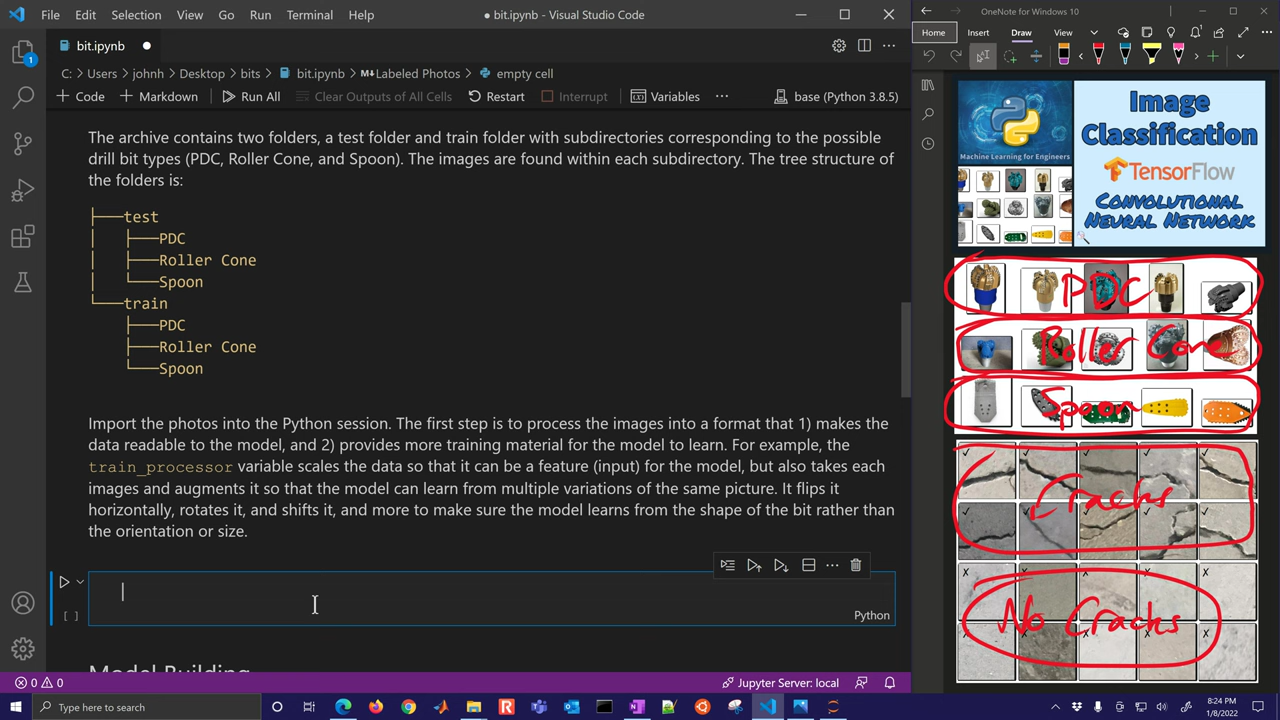 File Edit View Go Run Terminal Help
● bit.ipynb - Visual Studio Code
bit.ipynb
C: > Users > johnh > Desktop > bits > bit.ipynb > M↓Labeled Photos > empty cell
+ Code + Markdown Run All Clear Outputs of All Cells Restart Interrupt Variables ··· base (Python 3.8.5)
The archive contains two folders, a test folder and train folder with subdirectories corresponding to the possible
drill bit types (PDC, Roller Cone, and Spoon). The images are found within each subdirectory. The tree structure of
the folders is:
├──test
│ ├──PDC
│ ├──Roller Cone
│ └──Spoon
└──train
├──PDC
├──Roller Cone
└──Spoon
Import the photos into the Python session. The first step is to process the images into a format that 1) makes the
data readable to the model, and 2) provides more training material for the model to learn. For example, the
train_processor variable scales the data so that it can be a feature (input) for the model, but also takes each
images and augments it so that the model can learn from multiple variations of the same picture. It flips it
horizontally, rotates it, and shifts it, and more to make sure the model learns from the shape of the bit rather than
the orientation or size.
[ ]
Python
Model Building
0 0
Jupyter Server: local
Type here to search
8:24 PM
1/8/2022
OneNote for Windows 10
Home Insert Draw View
Machine Learning for Engineers
Image
Classification
TensorFlow
Convolutional
Neural Network
PDC
Roller Cone
Spoon
Cracks
No Cracks